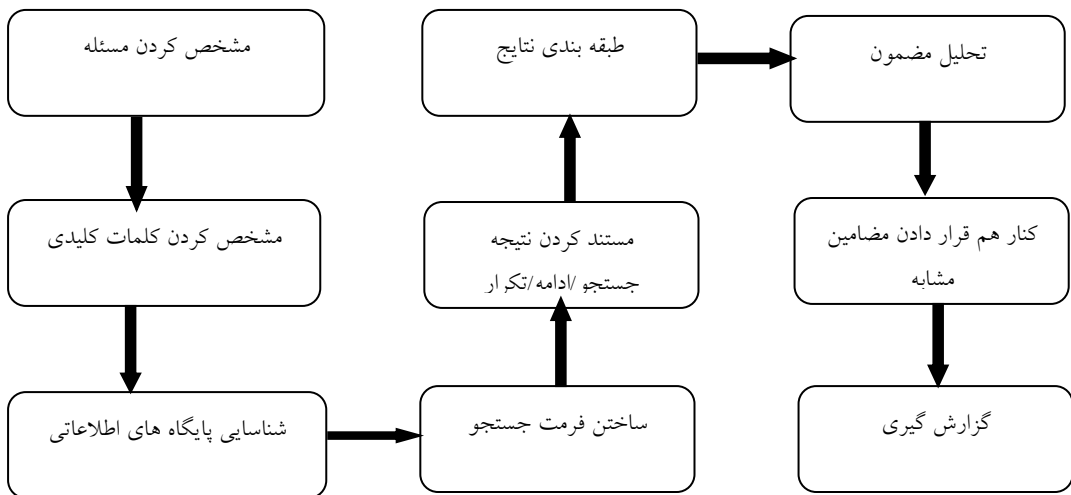 مشخص کردن مسئله
مشخص کردن کلمات کلیدی
شناسایی پایگاه های اطلاعاتی
ساختن فرمت جستجو
مستند کردن نتیجه
جستجو /ادامه/تکرار
طبقه بندی نتایج
تحلیل مضمون
کنار هم قرار دادن مضامین
مشابه
گزارش گیری